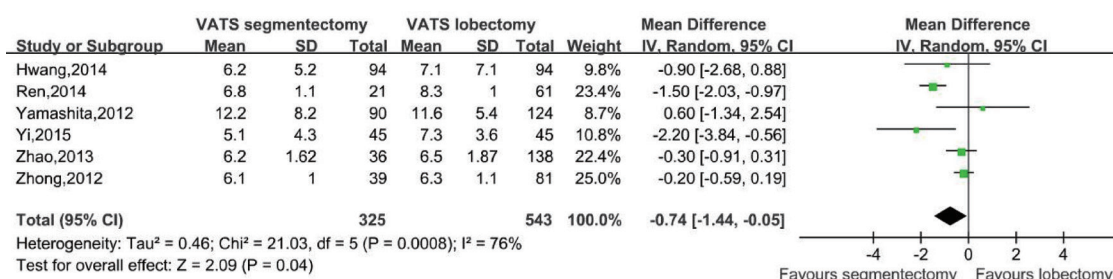 VATS segmentectomy VATS lobectomy Mean Difference Mean Difference
Study or Subgroup Mean SD Total Mean SD Total Weight IV, Random, 95% CI IV, Random, 95% CI
Hwang,2014 6.2 5.2 94 7.1 7.1 94 9.8% -0.90 [-2.68, 0.88]
Ren,2014 6.8 1.1 21 8.3 1 61 23.4% -1.50 [-2.03, -0.97]
Yamashita,2012 12.2 8.2 90 11.6 5.4 124 8.7% 0.60 [-1.34, 2.54]
Yi,2015 5.1 4.3 45 7.3 3.6 45 10.8% -2.20 [-3.84, -0.56]
Zhao,2013 6.2 1.62 36 6.5 1.87 138 22.4% -0.30 [-0.91, 0.31]
Zhong,2012 6.1 1 39 6.3 1.1 81 25.0% -0.20 [-0.59, 0.19]
Total (95% CI) 325 543 100.0% -0.74 [-1.44, -0.05]
Heterogeneity: Tau² = 0.46; Chi² = 21.03, df = 5 (P = 0.0008); I² = 76%
Test for overall effect: Z = 2.09 (P = 0.04)
-4 -2 0 2 4
Favours segmentectomy Favours lobectomy